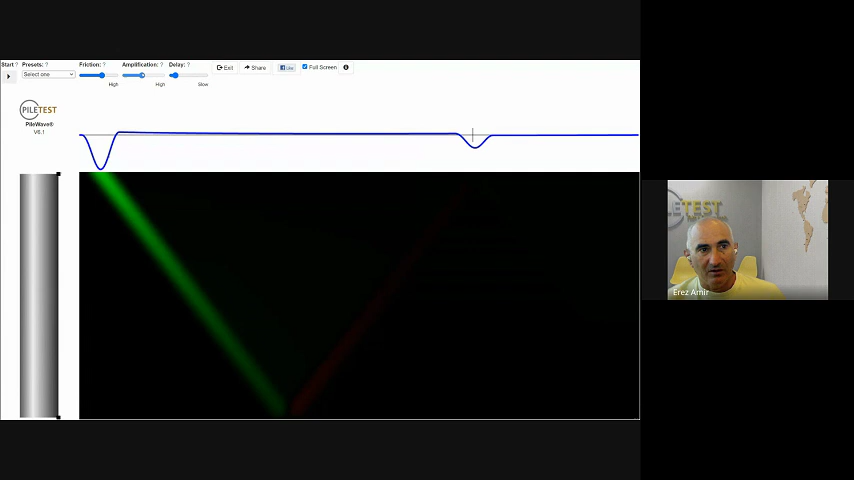 Start ? Presets: ? Friction: ? Amplification: ? Delay: ?
Select one Exit Share Like Full Screen
High High Slow
PILETEST
PileWave®
V6.1
LETEST
Erez Amir